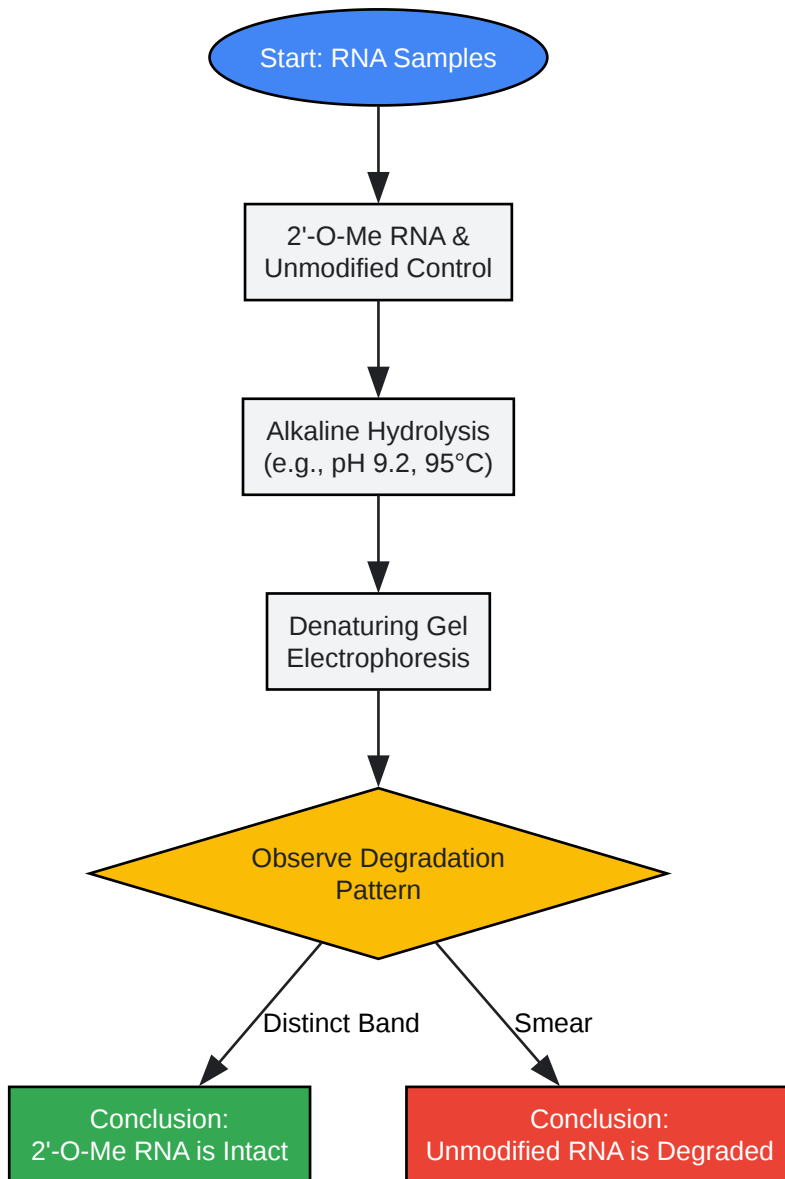 Start: RNA Samples
2'-O-Me RNA &
Unmodified Control
Alkaline Hydrolysis
(e.g., pH 9.2, 95°C)
Denaturing Gel
Electrophoresis
Observe Degradation
Pattern
Distinct Band
Smear
Conclusion:
2'-O-Me RNA is Intact
Conclusion:
Unmodified RNA is Degraded